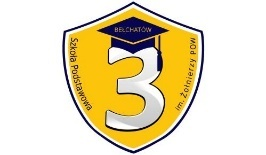 BEŁCHATÓW
Szkoła Podstawowa
3
im. Żołnierzy POW